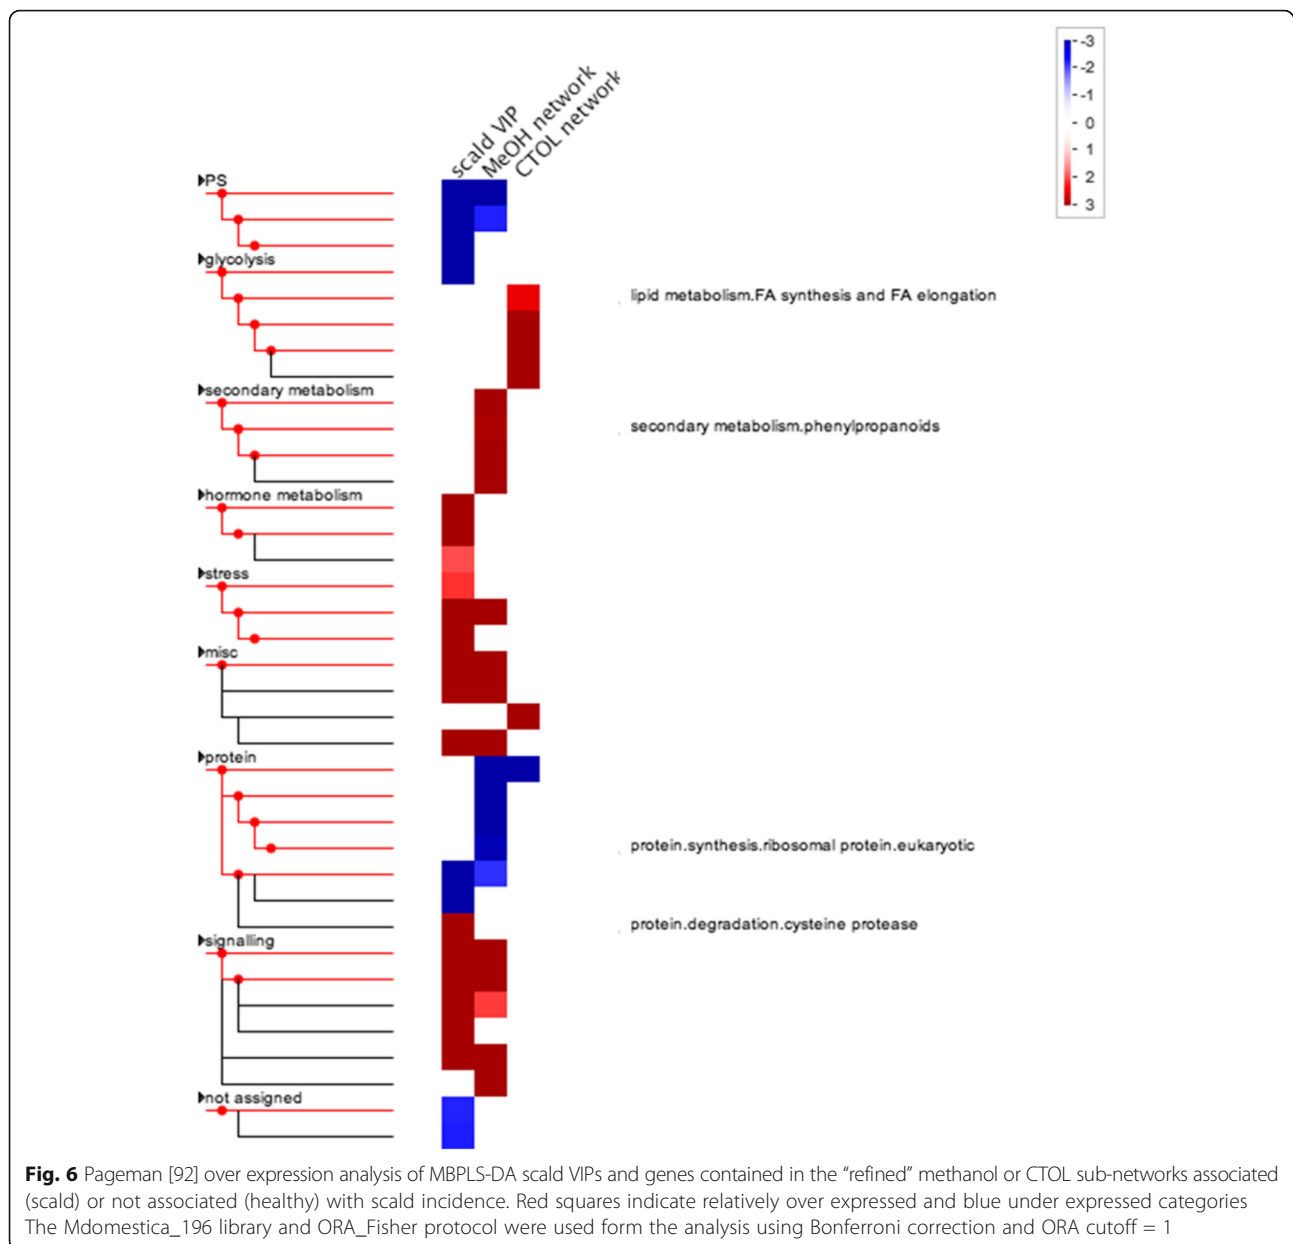 scald VIP
MeOH network
CTOL network
-3
-2
-1
0
1
2
3
PS
glycolysis
lipid metabolism.FA synthesis and FA elongation
secondary metabolism
secondary metabolism.phenylpropanoids
hormone metabolism
stress
misc
protein
protein.synthesis.ribosomal protein.eukaryotic
protein.degradation.cysteine protease
signalling
not assigned
Fig. 6 Pageman [92] over expression analysis of MBPLS-DA scald VIPs and genes contained in the “refined” methanol or CTOL sub-networks associated
(scald) or not associated (healthy) with scald incidence. Red squares indicate relatively over expressed and blue under expressed categories
The Mdomestica_196 library and ORA_Fisher protocol were used form the analysis using Bonferroni correction and ORA cutoff = 1